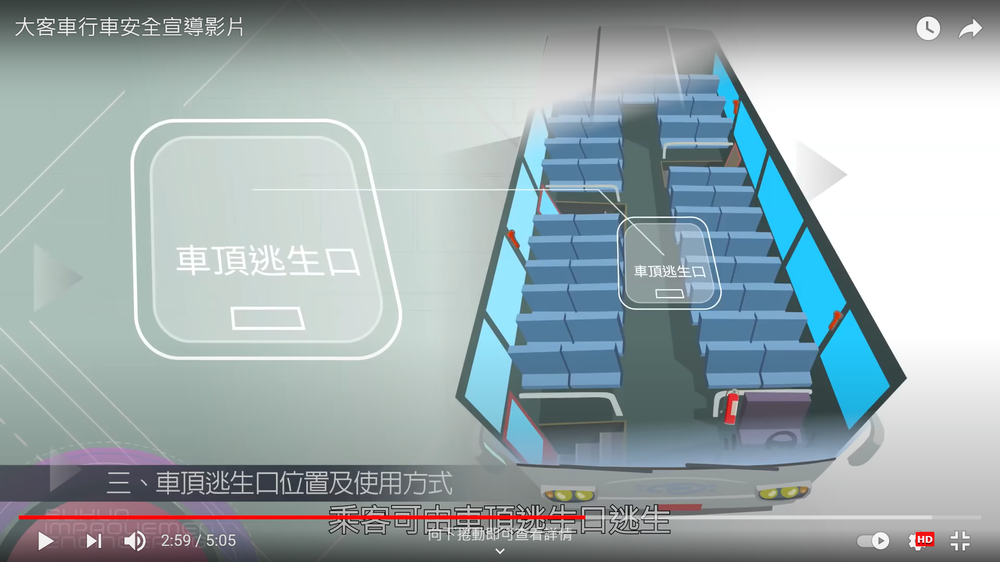 大客車行車安全宣導影片
車頂逃生口
車頂逃生口
三、車頂逃生口位置及使用方式
乘客可由車頂逃生口逃生
向下捲動即可查看詳情
2:59 / 5:05
HD